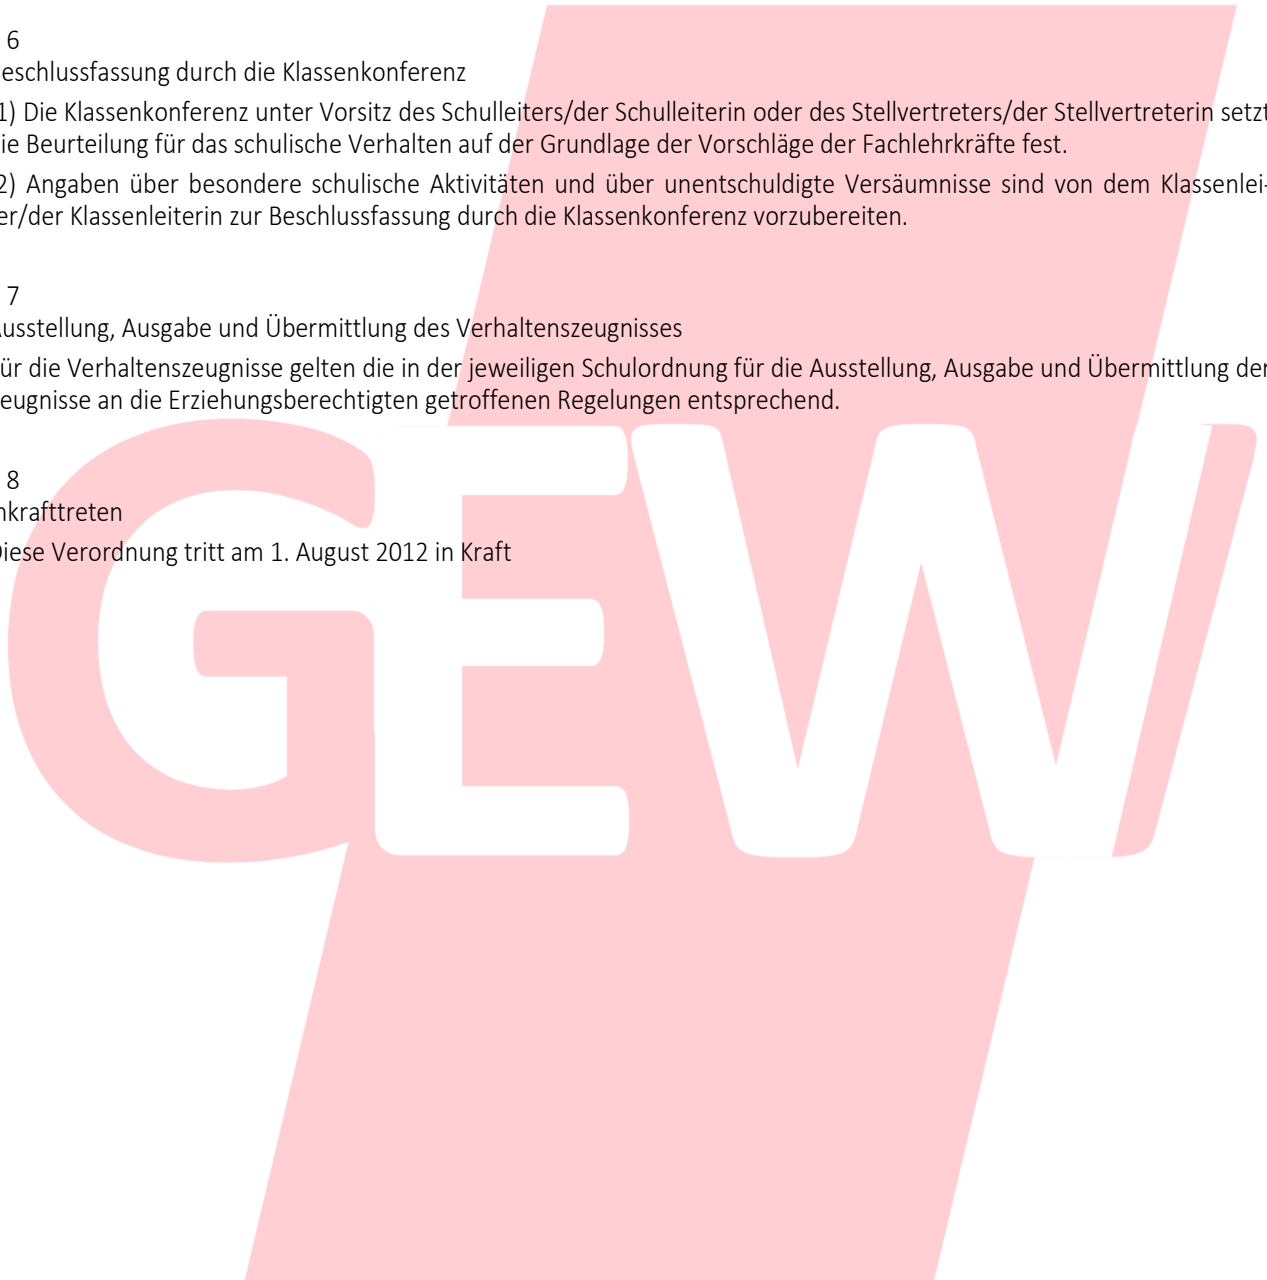 6
eschlussfassung durch die Klassenkonferenz
1) Die Klassenkonferenz unter Vorsitz des Schulleiters/der Schulleiterin oder des Stellvertreters/der Stellvertreterin setzt
ie Beurteilung für das schulische Verhalten auf der Grundlage der Vorschläge der Fachlehrkräfte fest.
2) Angaben über besondere schulische Aktivitäten und über unentschuldigte Versäumnisse sind von dem Klassenlei-
er/der Klassenleiterin zur Beschlussfassung durch die Klassenkonferenz vorzubereiten.
7
usstellung, Ausgabe und Übermittlung des Verhaltenszeugnisses
ür die Verhaltenszeugnisse gelten die in der jeweiligen Schulordnung für die Ausstellung, Ausgabe und Übermittlung der
eugnisse an die Erziehungsberechtigten getroffenen Regelungen entsprechend.
8
nkrafttreten
Diese Verordnung tritt am 1. August 2012 in Kraft
GEW